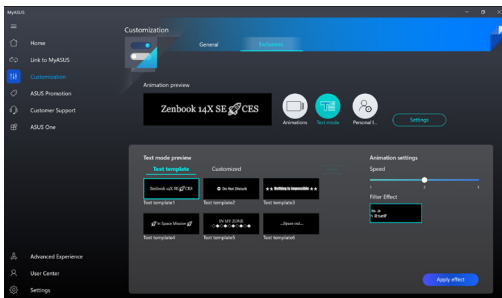 MyASUS
Home
Link to MyASUS
Customization
ASUS Promotion
Customer Support
ASUS One
Advanced Experience
User Center
Settings
Customization
General
Exclusives
Animation preview
Zenbook 14X SE CES
Animations
Text mode
Personal I...
Settings
Text mode preview
Text template
Customized
Zenbook 14X SE CES
Do Not Disturb
★★ Nothing is impossible ★★
Text template1
Text template2
Text template3
In Space Mission
IN MY ZONE
...Space out...
Text template4
Text template5
Text template6
Animation settings
Speed
1
2
3
Filter Effect
Apply effect